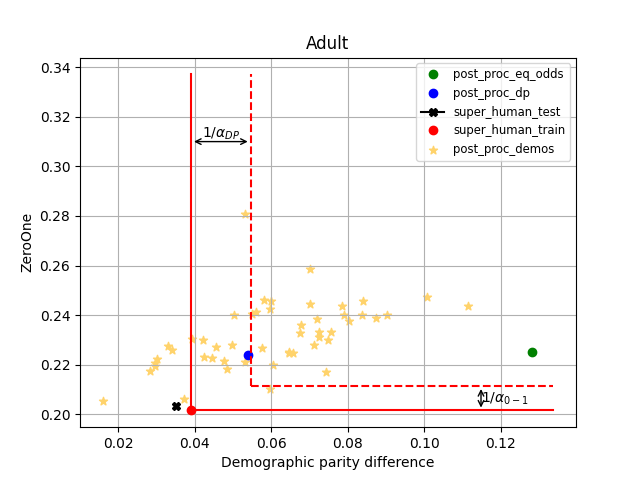 Adult
0.34
0.32
0.30
0.28
0.26
0.24
0.22
0.20
ZeroOne
0.02
0.04
0.06
0.08
0.10
0.12
Demographic parity difference
post_proc_eq_odds
post_proc_dp
super_human_test
super_human_train
post_proc_demos
1/α_DP
1/α_0−1